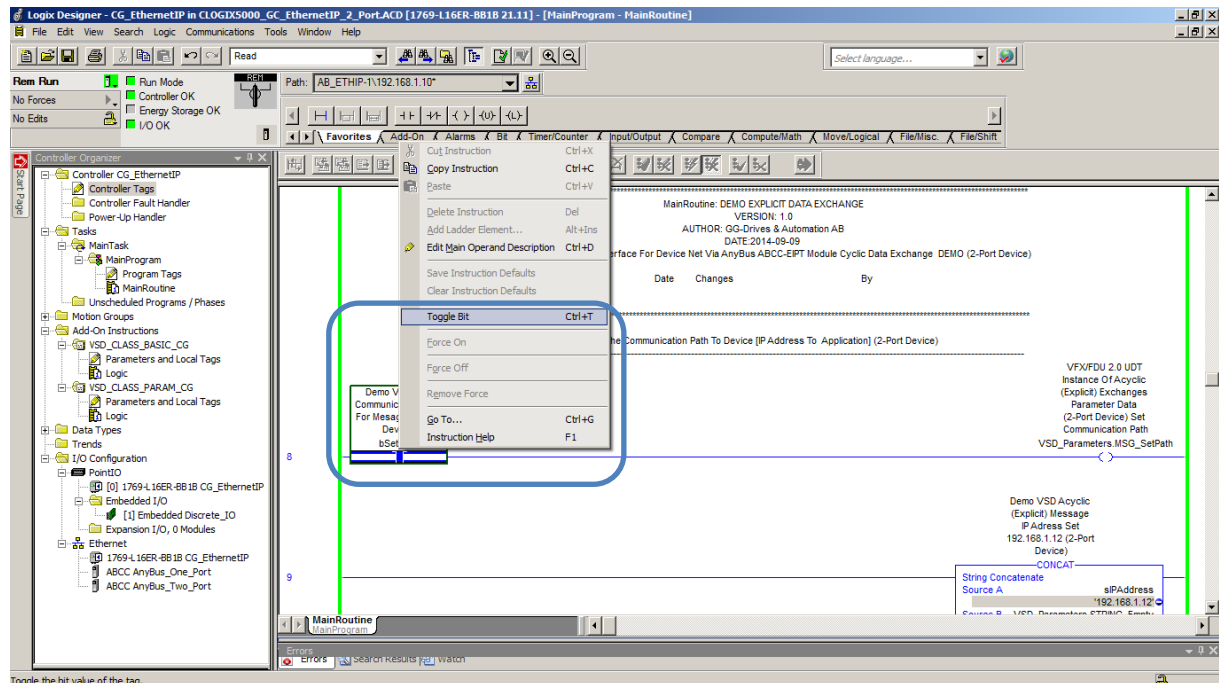 Logix Designer - CG_EthernetIP in CLOGIX5000_GC_EthernetIP_2_Port.ACD [1769-L16ER-BB1B 21.11] - [MainProgram - MainRoutine]
File Edit View Search Logic Communications Tools Window Help
Read
Select language...
Rem Run
Run Mode
REM
Path: AB_ETHIP-1\192.168.1.10*
No Forces
Controller OK
Energy Storage OK
No Edits
I/O OK
Favorites Add-On Alarms Bit Timer/Counter Input/Output Compare Compute/Math Move/Logical File/Misc. File/Shift
Start Page
Controller Organizer
Controller CG_EthernetIP
Controller Tags
Controller Fault Handler
Power-Up Handler
Tasks
MainTask
MainProgram
Program Tags
MainRoutine
Unscheduled Programs / Phases
Motion Groups
Add-On Instructions
VSD_CLASS_BASIC_CG
Parameters and Local Tags
Logic
VSD_CLASS_PARAM_CG
Parameters and Local Tags
Logic
Data Types
Trends
I/O Configuration
PointIO
[0] 1769-L16ER-BB1B CG_EthernetIP
Embedded I/O
[1] Embedded Discrete_IO
Expansion I/O, 0 Modules
Ethernet
1769-L16ER-BB1B CG_EthernetIP
ABCC AnyBus_One_Port
ABCC AnyBus_Two_Port
Cut Instruction Ctrl+X
Copy Instruction Ctrl+C
Paste Ctrl+V
Delete Instruction Del
Add Ladder Element... Alt+Ins
Edit Main Operand Description Ctrl+D
Save Instruction Defaults
Clear Instruction Defaults
Toggle Bit Ctrl+T
Force On
Force Off
Remove Force
Go To... Ctrl+G
Instruction Help F1
MainRoutine: DEMO EXPLICIT DATA EXCHANGE
VERSION: 1.0
AUTHOR: GG-Drives & Automation AB
DATE:2014-09-09
erface For Device Net Via AnyBus ABCC-EIPT Module Cyclic Data Exchange DEMO (2-Port Device)
Date Changes By
he Communication Path To Device [IP Address To Application] (2-Port Device)
Demo V
Communic
For Mesag
Dev
bSet
8
VFX/FDU 2.0 UDT
Instance Of Acyclic
(Explicit) Exchanges
Parameter Data
(2-Port Device) Set
Communication Path
VSD_Parameters.MSG_SetPath
9
Demo VSD Acyclic
(Explicit) Message
IP Adress Set
192.168.1.12 (2-Port
Device)
CONCAT
String Concatenate
Source A sIPAddress
'192.168.1.12'
Source B VSD_Parameters.STRING_Empty
MainRoutine
MainProgram
Errors
Errors Search Results Watch
Toggle the bit value of the tag.